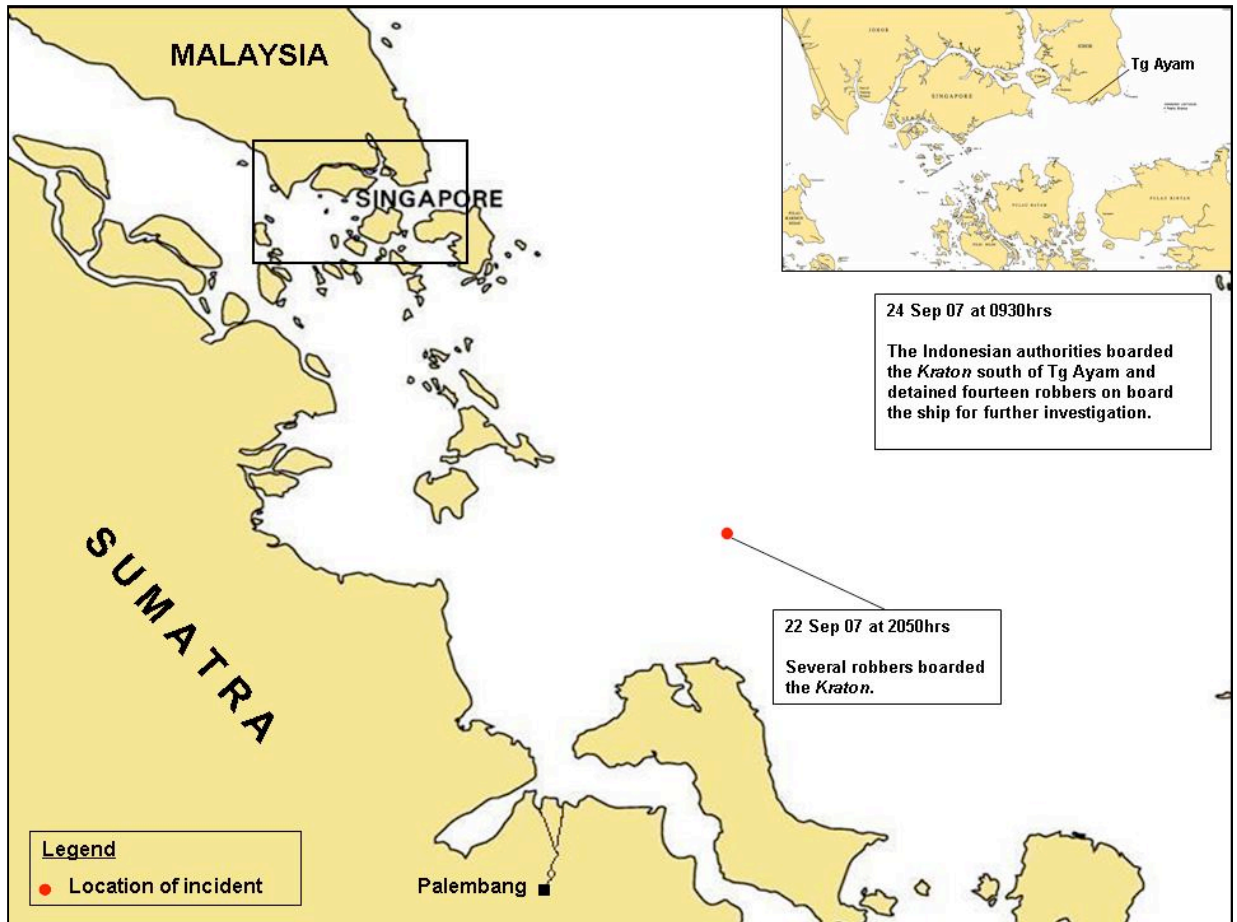 MALAYSIA
SINGAPORE
JOHOR
JOHOR
SINGAPORE
Tg Ayam
PULAU BATAM
PULAU BINTAN
24 Sep 07 at 0930hrs
The Indonesian authorities boarded
the Kraton south of Tg Ayam and
detained fourteen robbers on board
the ship for further investigation.
SUMATRA
22 Sep 07 at 2050hrs
Several robbers boarded
the Kraton.
Legend
Location of incident
Palembang